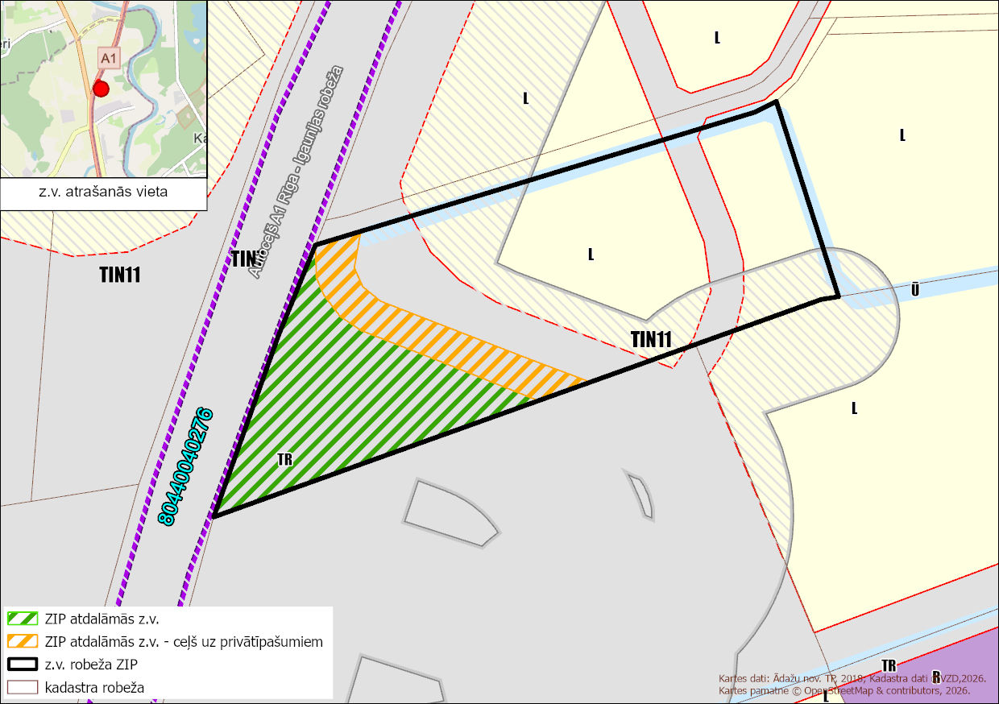 ri
A1
Ka
z.v. atrašanās vieta
L
L
L
L
L
Ü
TIN11
TIN
Autoceļš A1 Rīga - Igaunijas robeža
TIN11
80440040276
TR
TR
R
L
ZIP atdalāmās z.v.
ZIP atdalāmās z.v. - ceļš uz privātīpašumiem
z.v. robeža ZIP
kadastra robeža
Kartes dati: Ādažu nov. TP, 2018, Kadastra dati VZD,2026.
Kartes pamatne © OpenStreetMap & contributors, 2026.